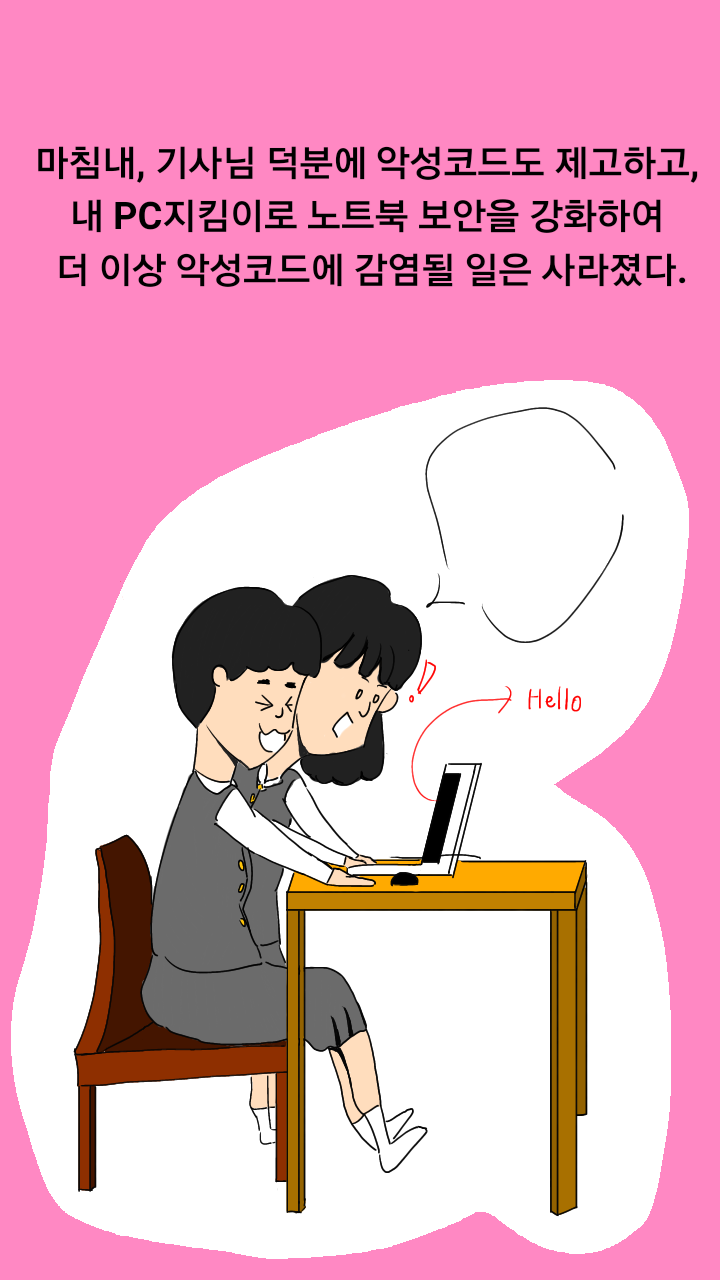 마침내, 기사님 덕분에 악성코드도 제고하고,
내 PC지킴이로 노트북 보안을 강화하여
더 이상 악성코드에 감염될 일은 사라졌다.
!
Hello